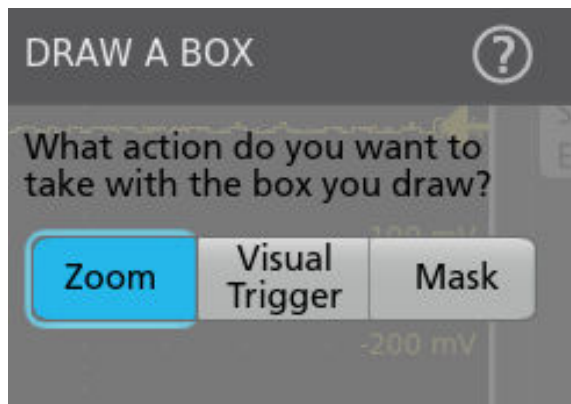 DRAW A BOX
?
What action do you want to
take with the box you draw?
Zoom
Visual
Trigger
Mask
-200 mV